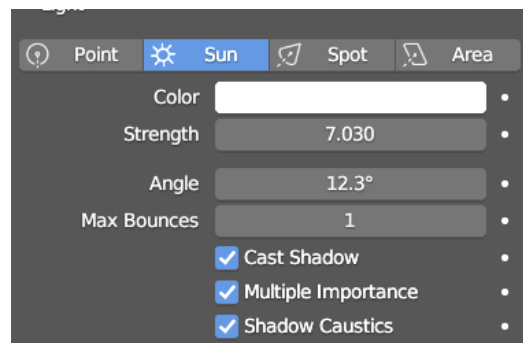 Light
Point Sun Spot Area
Color
Strength 7.030
Angle 12.3°
Max Bounces 1
Cast Shadow
Multiple Importance
Shadow Caustics